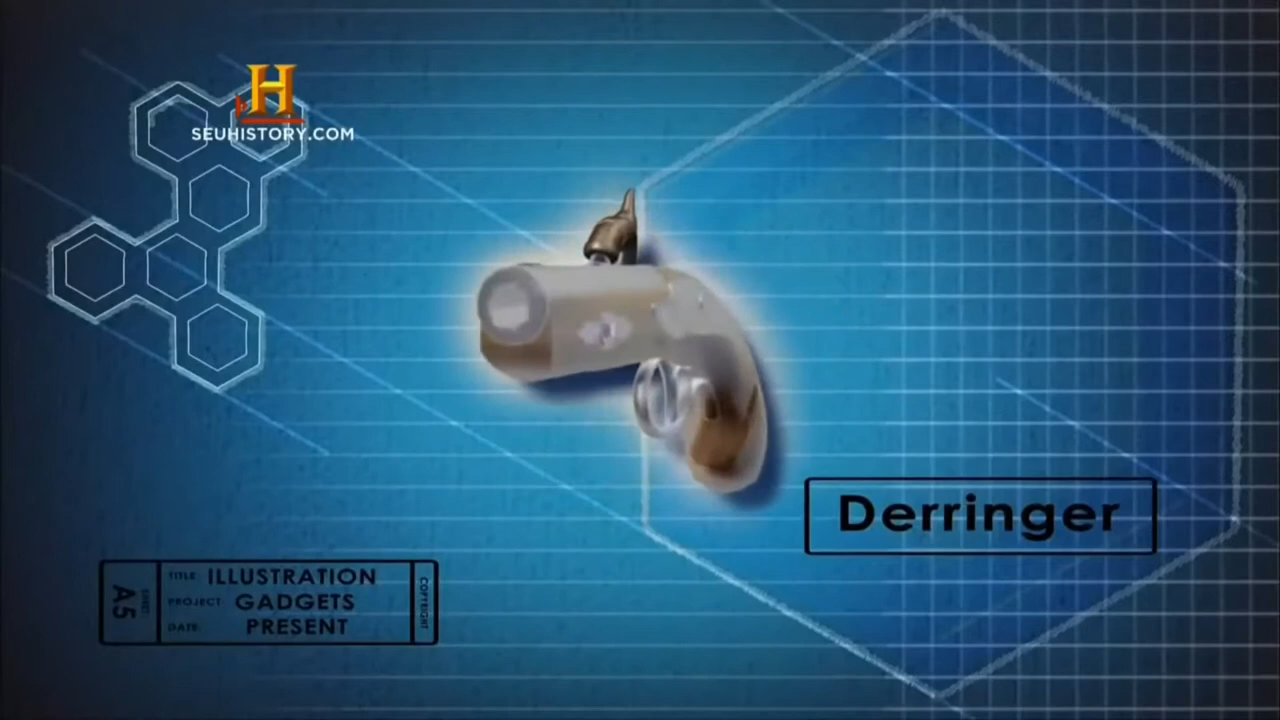 H
SEUHISTORY.COM
Derringer
A5
TITLE: ILLUSTRATION
PROJECT: GADGETS
DATE: PRESENT
COPYRIGHT